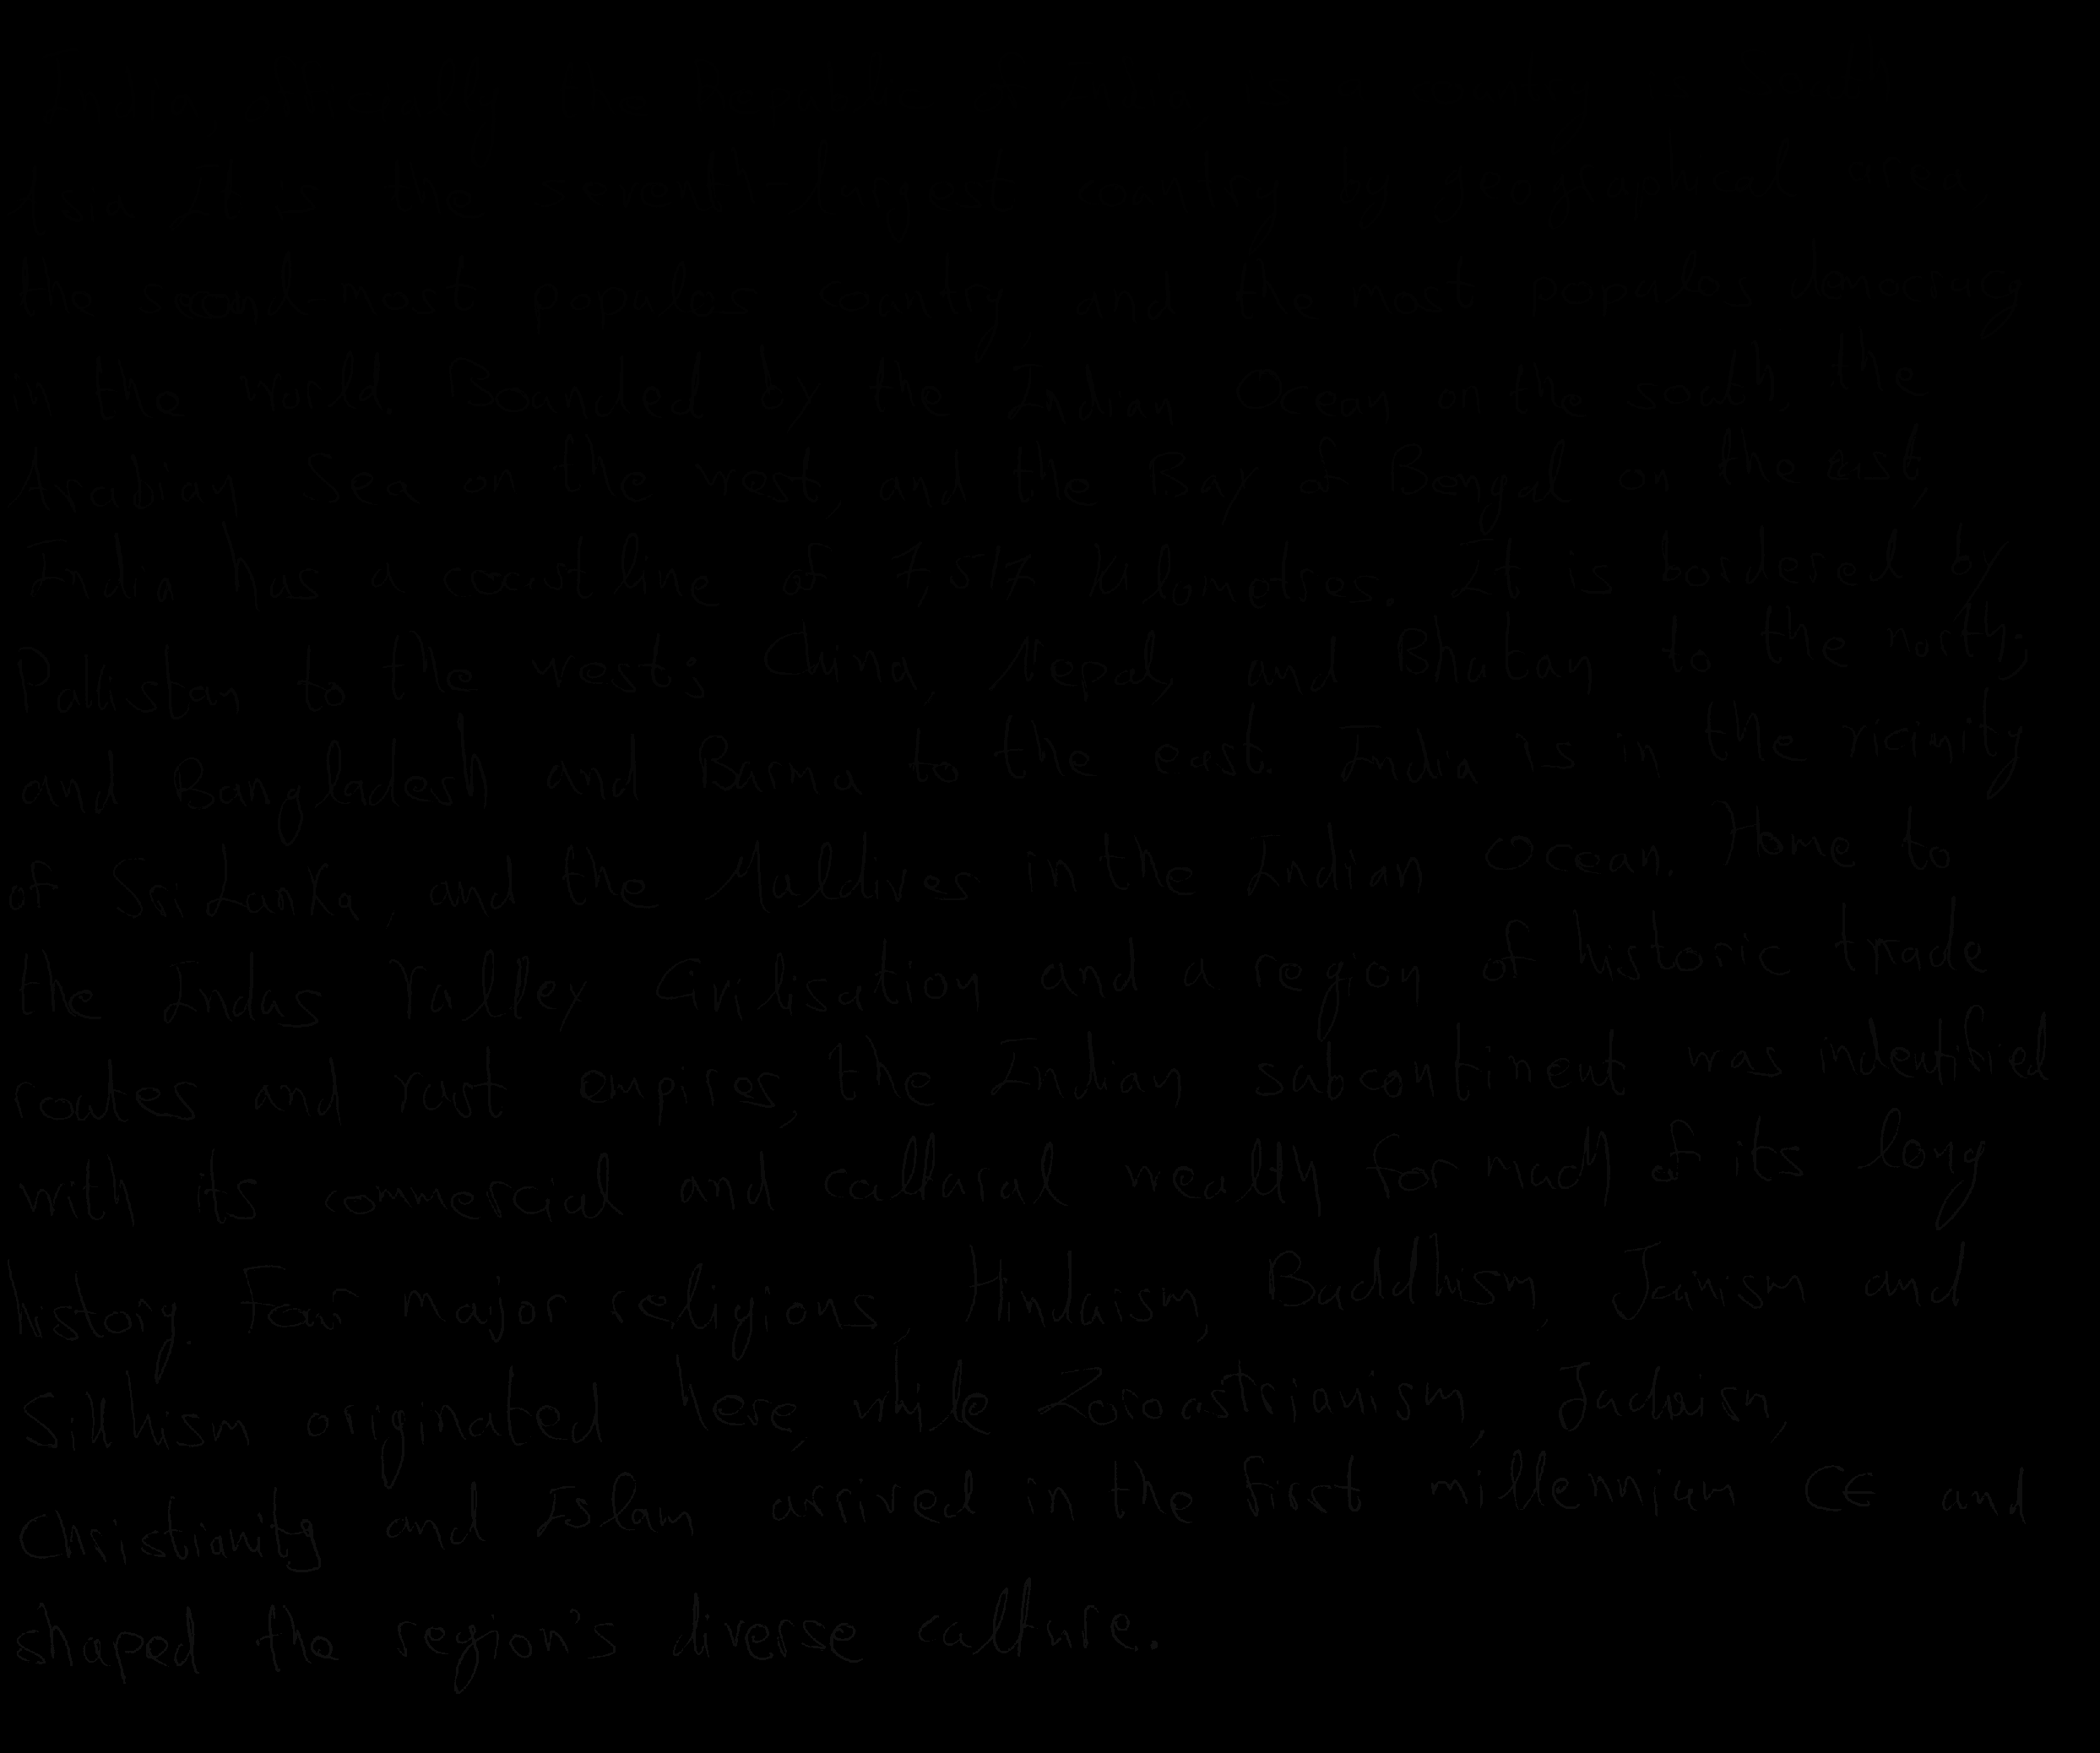 Asia. It is the seventh-largest country by geographical area,
the second-most populos country, and the most populos democracy
in the world. Bounded by the Indian Ocean on the south, the
Arabian Sea on the west, and the Bay of Bengal on the east,
India has a coastline of 7,517 kilometres. It is bordered by
Pakistan to the west; China, Nepal, and Bhutan to the north;
and Bangladesh and Burma to the east. India is in the vicinity
of Sri Lanka, and the Maldives in the Indian Ocean. Home to
the Indus Valley Civilisation and a region of historic trade
routes and vast empires, the Indian subcontinent was indentified
with its commercial and cultural wealth for much of its long
history. Four major religions, Hinduism, Buddhism, Jainism and
Sikhism originated here, while Zoroastrianism, Judaism,
Christianity and Islam arrived in the first millennium CE and
shaped the region's diverse culture.